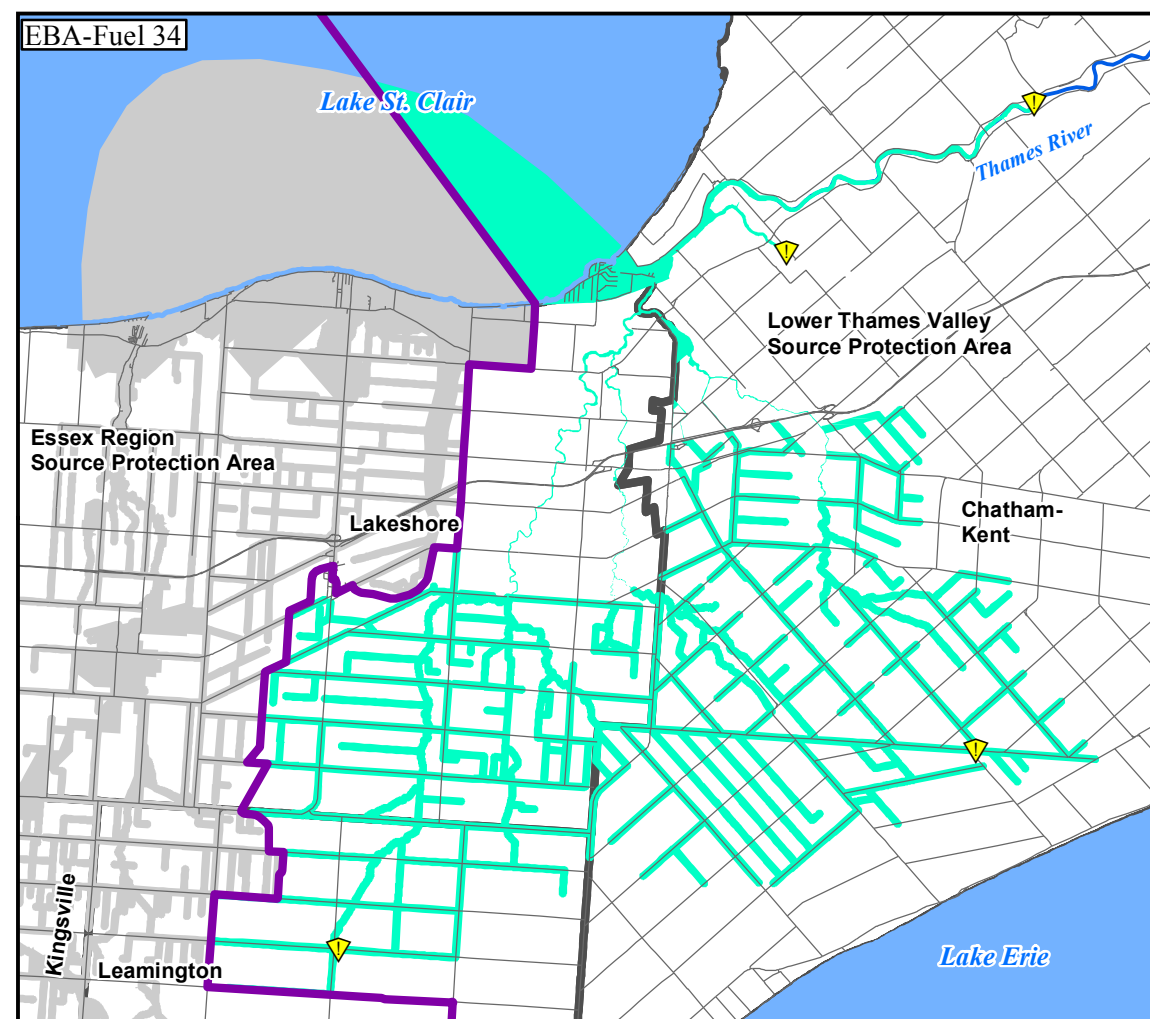 EBA-Fuel 34
Lake St. Clair
!
Thames River
!
Lower Thames Valley
Source Protection Area
Essex Region
Source Protection Area
Lakeshore
Chatham-
Kent
!
Kingsville
!
Leamington
Lake Erie